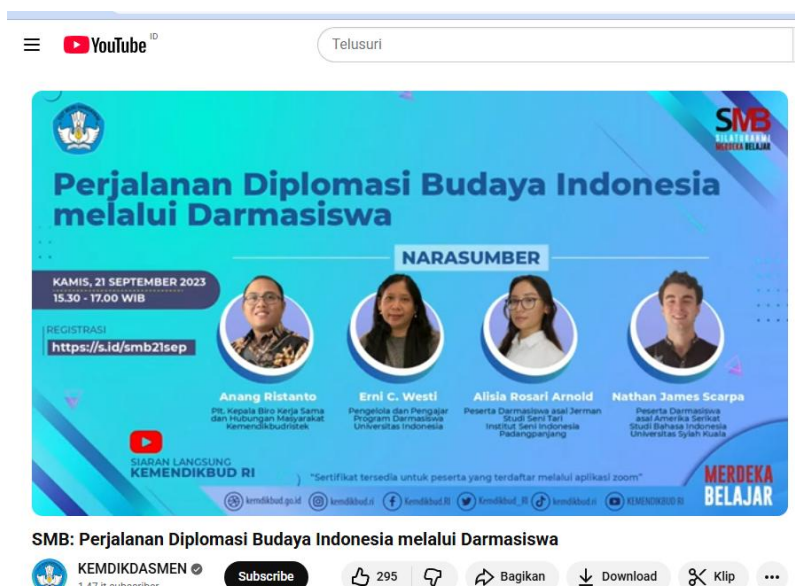 YouTube ID
Telusuri
SMB
SILATURAHMI
MERDEKA BELAJAR
Perjalanan Diplomasi Budaya Indonesia
melalui Darmasiswa
NARASUMBER
KAMIS, 21 SEPTEMBER 2023
15.30 - 17.00 WIB
REGISTRASI
https://s.id/smb21sep
Anang Ristanto
Plt. Kepala Biro Kerja Sama
dan Hubungan Masyarakat
Kemendikbudristek
Erni C. Westi
Pengelola dan Pengajar
Program Darmasiswa
Universitas Indonesia
Alisia Rosari Arnold
Peserta Darmasiswa asal Jerman
Studi Seni Tari
Institut Seni Indonesia
Padangpanjang
Nathan James Scarpa
Peserta Darmasiswa
asal Amerika Serikat
Studi Bahasa Indonesia
Universitas Syiah Kuala
SIARAN LANGSUNG
KEMENDIKBUD RI
"Sertifikat tersedia untuk peserta yang terdaftar melalui aplikasi zoom"
kemdikbud.go.id kemdikbud.ri Kemdikbud.RI Kemdikbud_RI kemdikbud.ri KEMENDIKBUD RI
MERDEKA
BELAJAR
SMB: Perjalanan Diplomasi Budaya Indonesia melalui Darmasiswa
KEMDIKDASMEN
Subscribe
295
Bagikan
Download
Klip